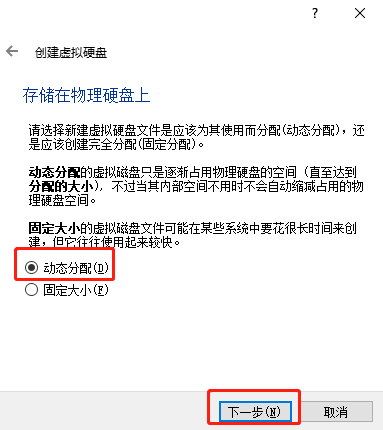 ?
创建虚拟硬盘
存储在物理硬盘上
请选择新建虚拟硬盘文件是应该为其使用而分配(动态分配)，还
是应该创建完全分配(固定分配)。
动态分配的虚拟磁盘只是逐渐占用物理硬盘的空间（直至达到
分配的大小），不过当其内部空间不用时不会自动缩减占用的物
理硬盘空间。
固定大小的虚拟磁盘文件可能在某些系统中要花很长时间来创
建，但它往往使用起来较快。
动态分配(D)
固定大小(F)
下一步(N) 取消